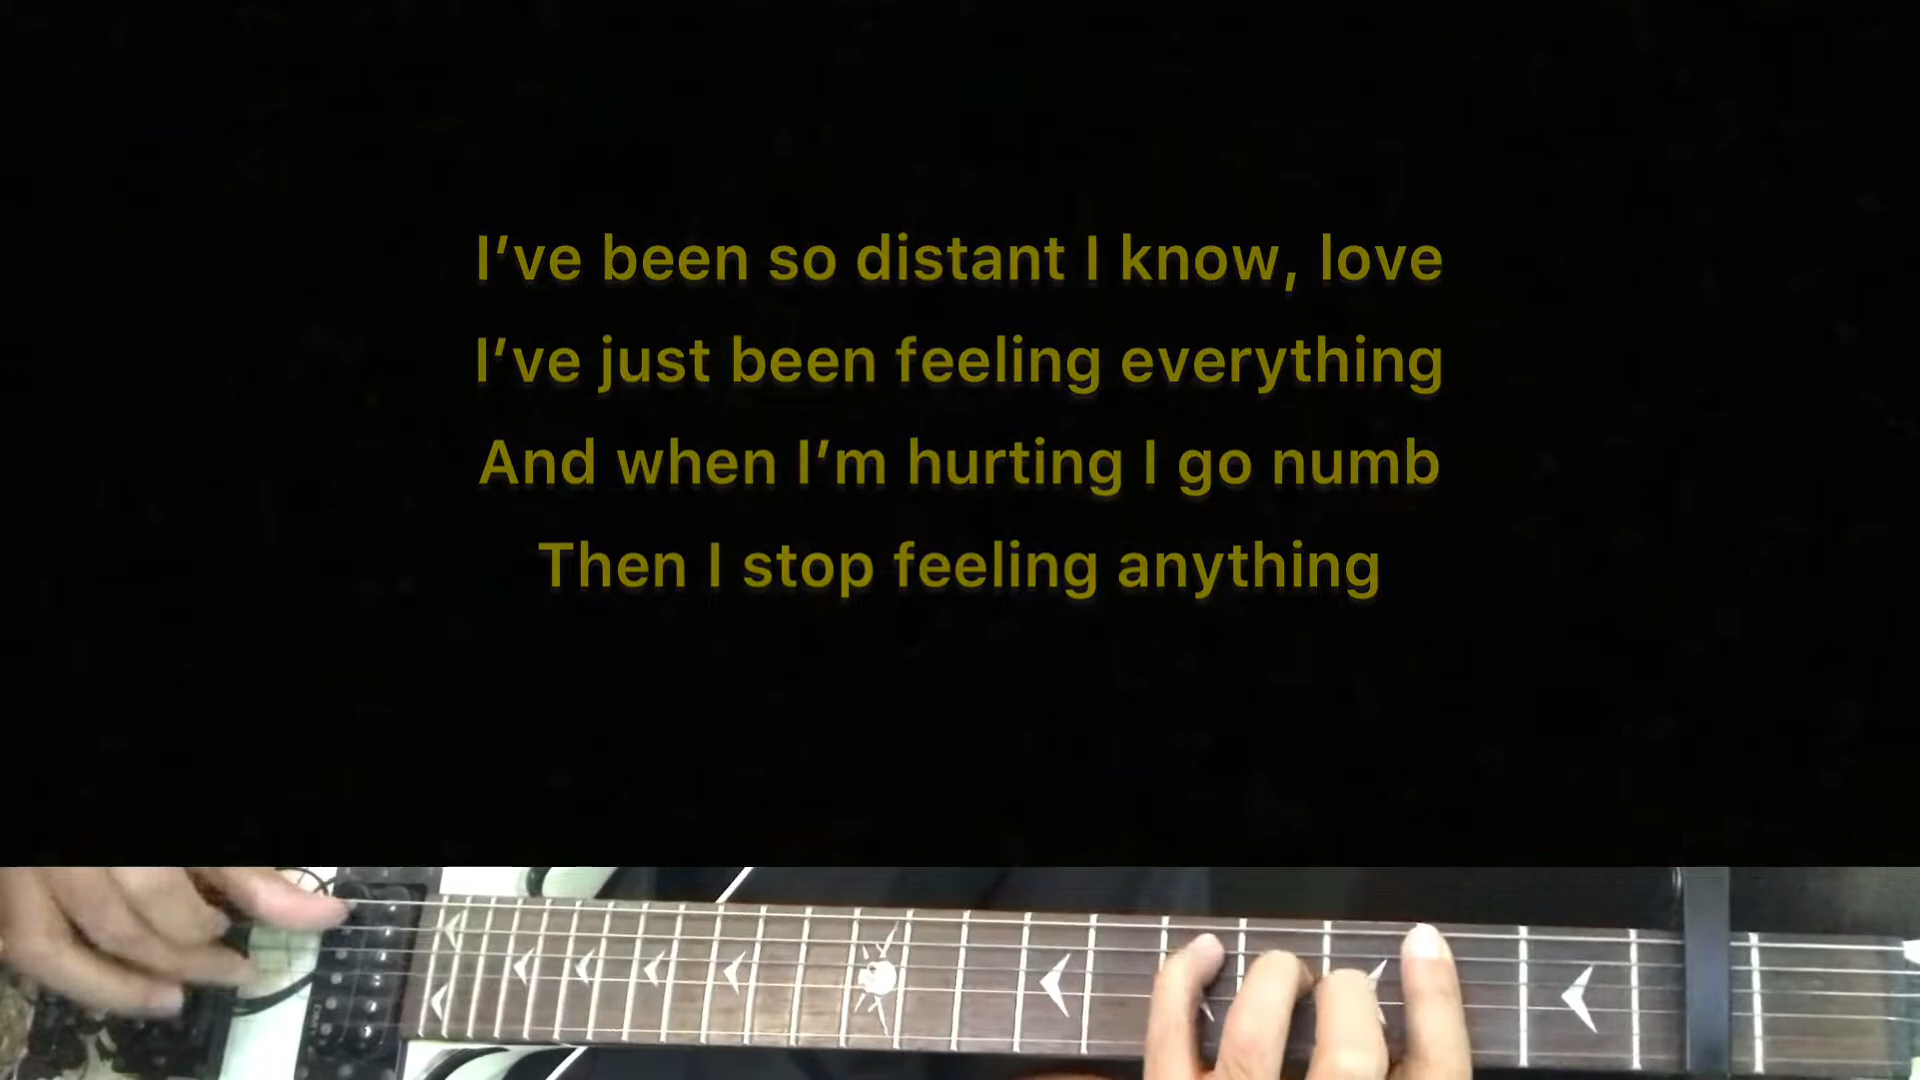 I’ve been so distant I know, love
I’ve just been feeling everything
And when I’m hurting I go numb
Then I stop feeling anything